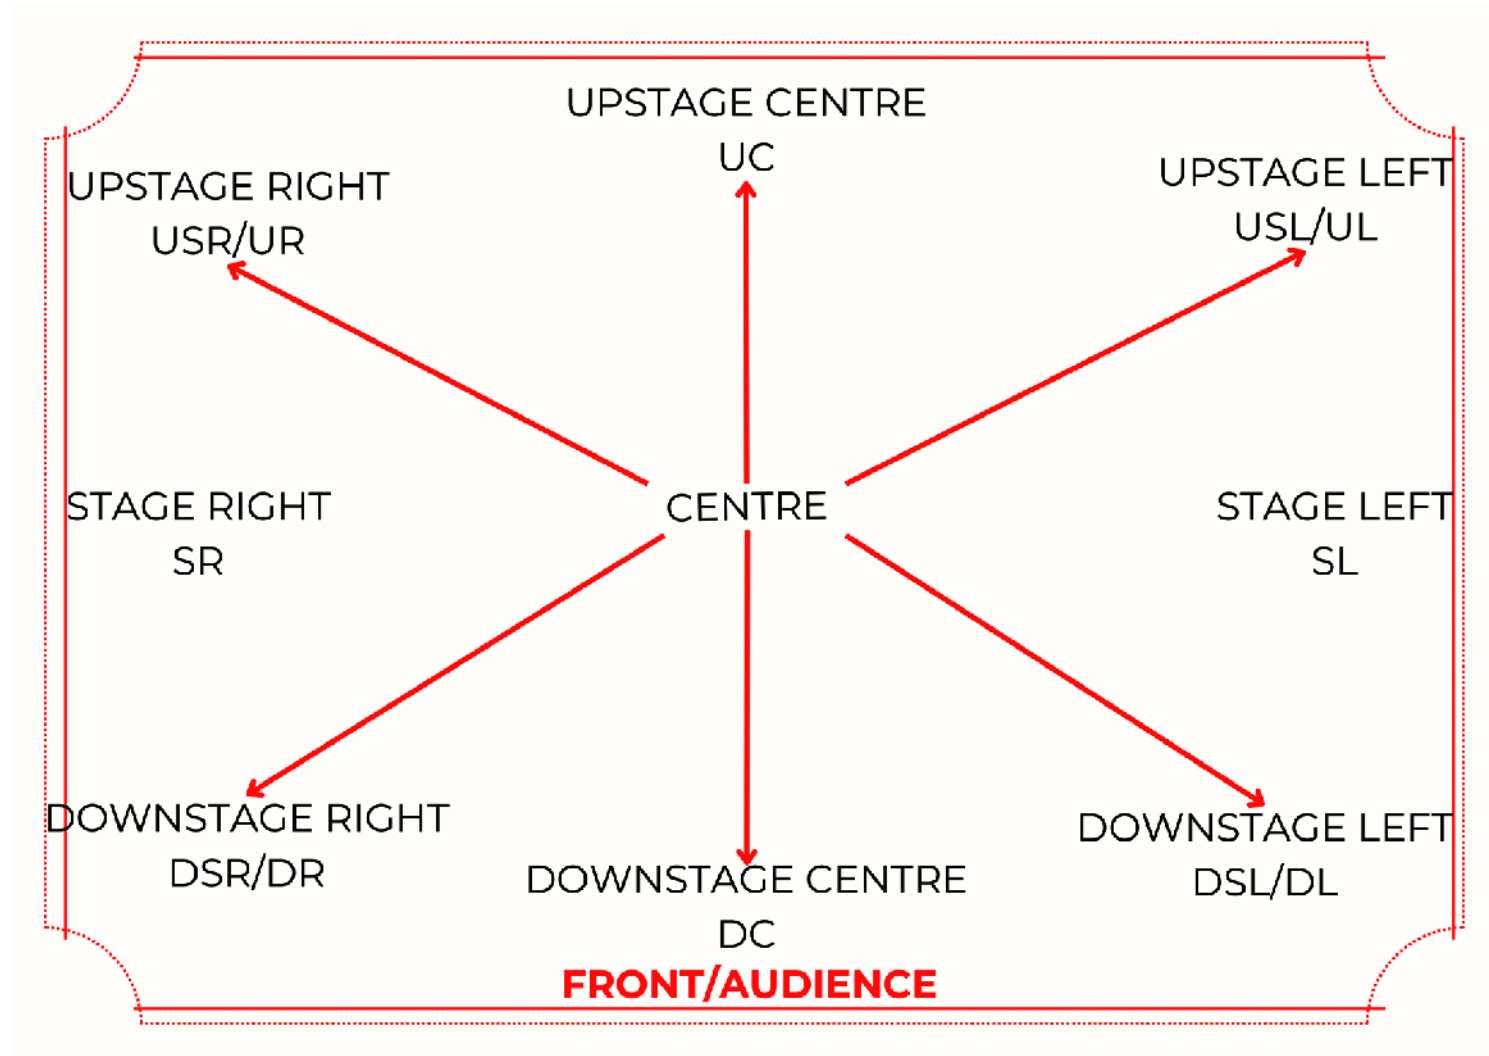 UPSTAGE CENTRE
UC
UPSTAGE RIGHT
USR/UR
UPSTAGE LEFT
USL/UL
STAGE RIGHT
SR
CENTRE
STAGE LEFT
SL
DOWNSTAGE RIGHT
DSR/DR
DOWNSTAGE CENTRE
DC
DOWNSTAGE LEFT
DSL/DL
FRONT/AUDIENCE